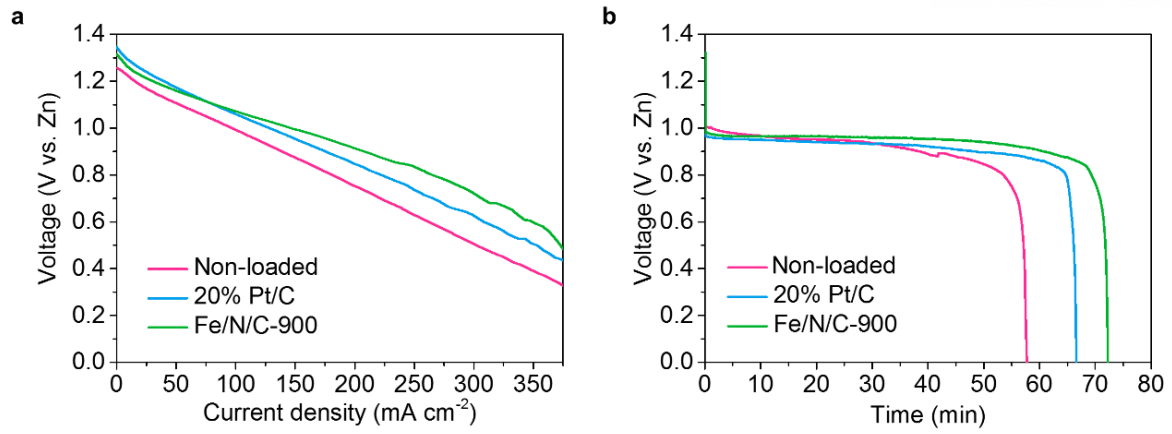 a
1.4
1.2
1.0
0.8
0.6
0.4
0.2
0.0
Voltage (V vs. Zn)
Non-loaded
20% Pt/C
Fe/N/C-900
0 50 100 150 200 250 300 350
Current density (mA cm⁻²)
b
1.4
1.2
1.0
0.8
0.6
0.4
0.2
0.0
Voltage (V vs. Zn)
Non-loaded
20% Pt/C
Fe/N/C-900
0 10 20 30 40 50 60 70 80
Time (min)